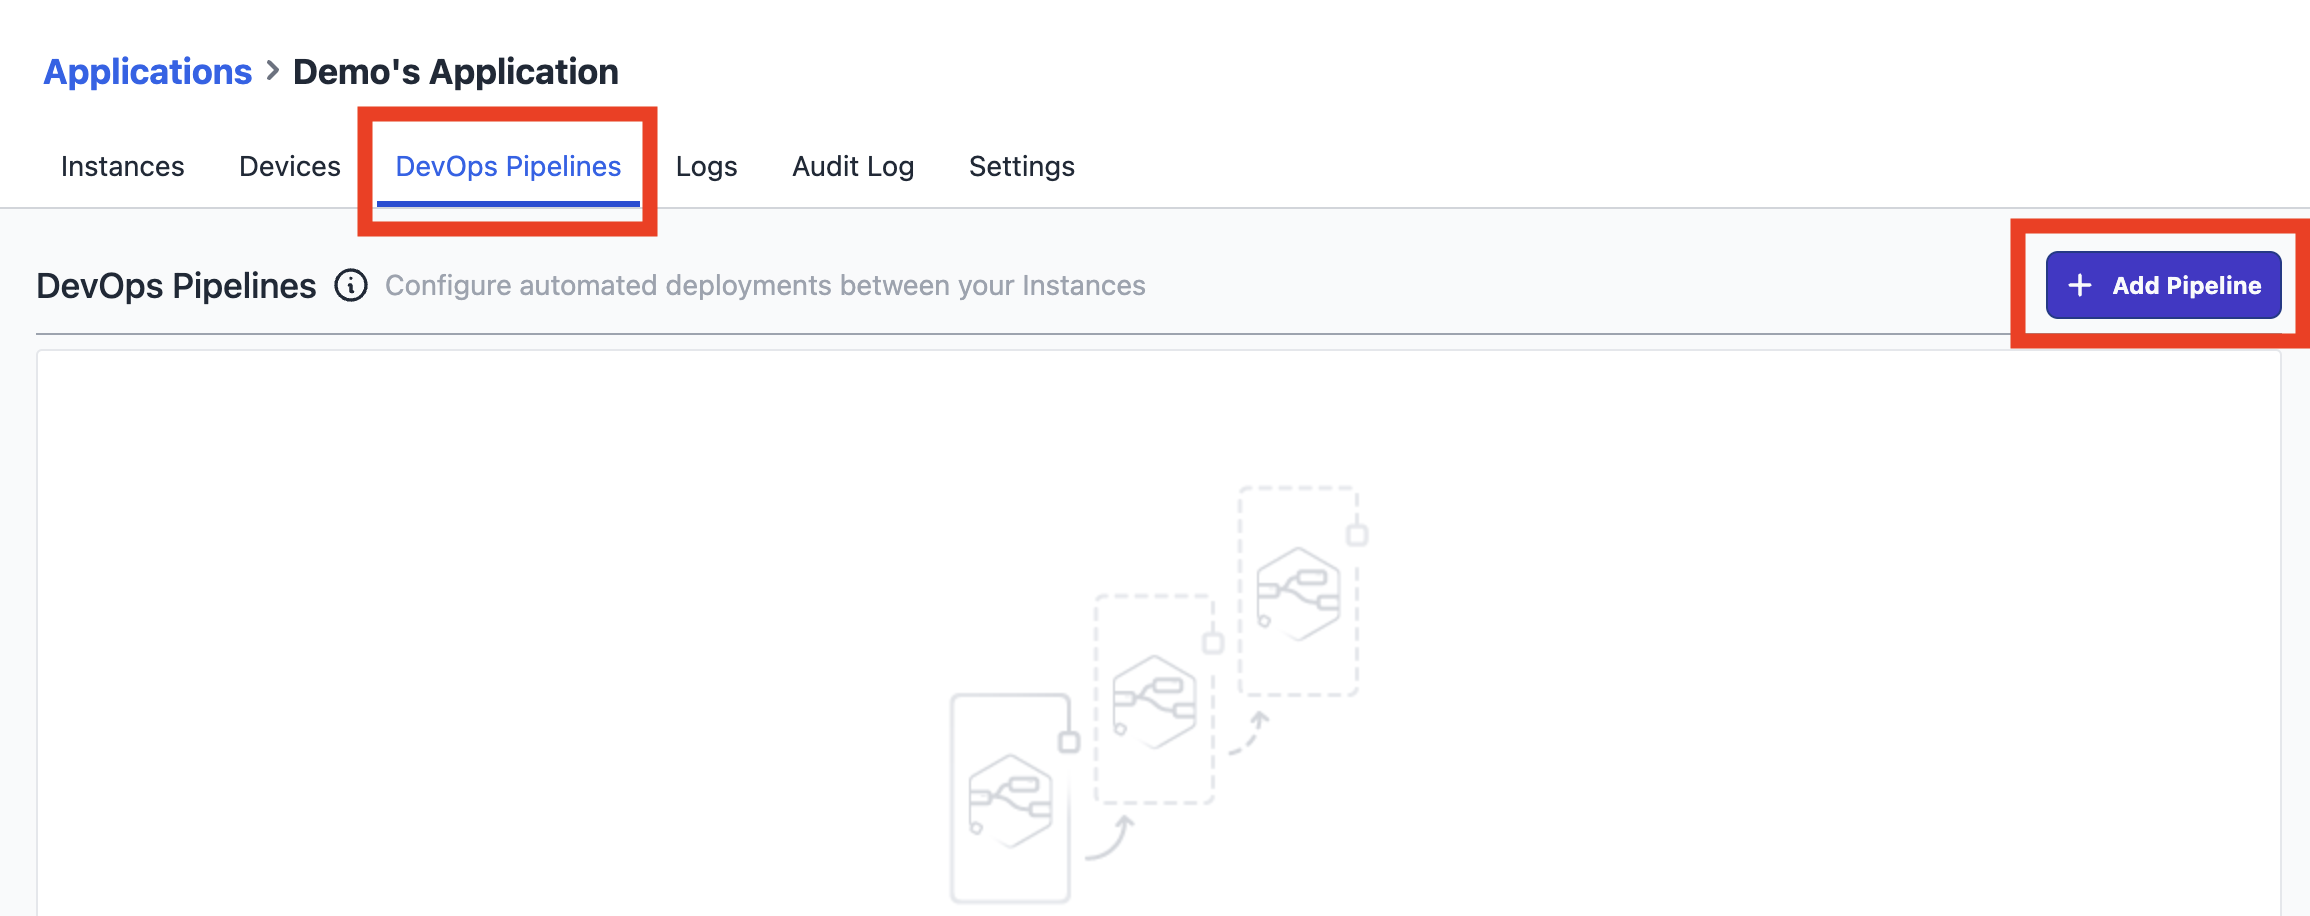 Applications > Demo's Application
Instances Devices DevOps Pipelines Logs Audit Log Settings
DevOps Pipelines Configure automated deployments between your Instances
+ Add Pipeline